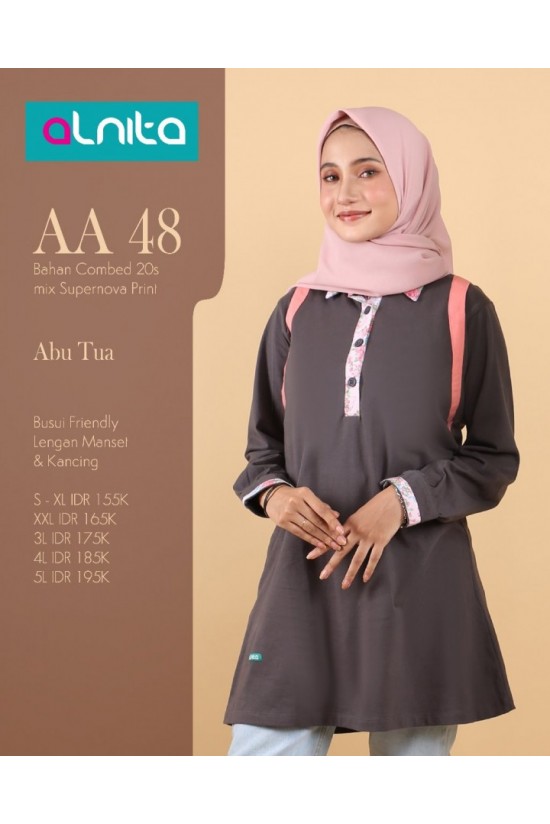 alnita
AA 48
Bahan Combed 20s
mix Supernova Print
Abu Tua
Busui Friendly
Lengan Manset
& Kancing
S - XL IDR 155K
XXL IDR 165K
3L IDR 175K
4L IDR 185K
5L IDR 195K